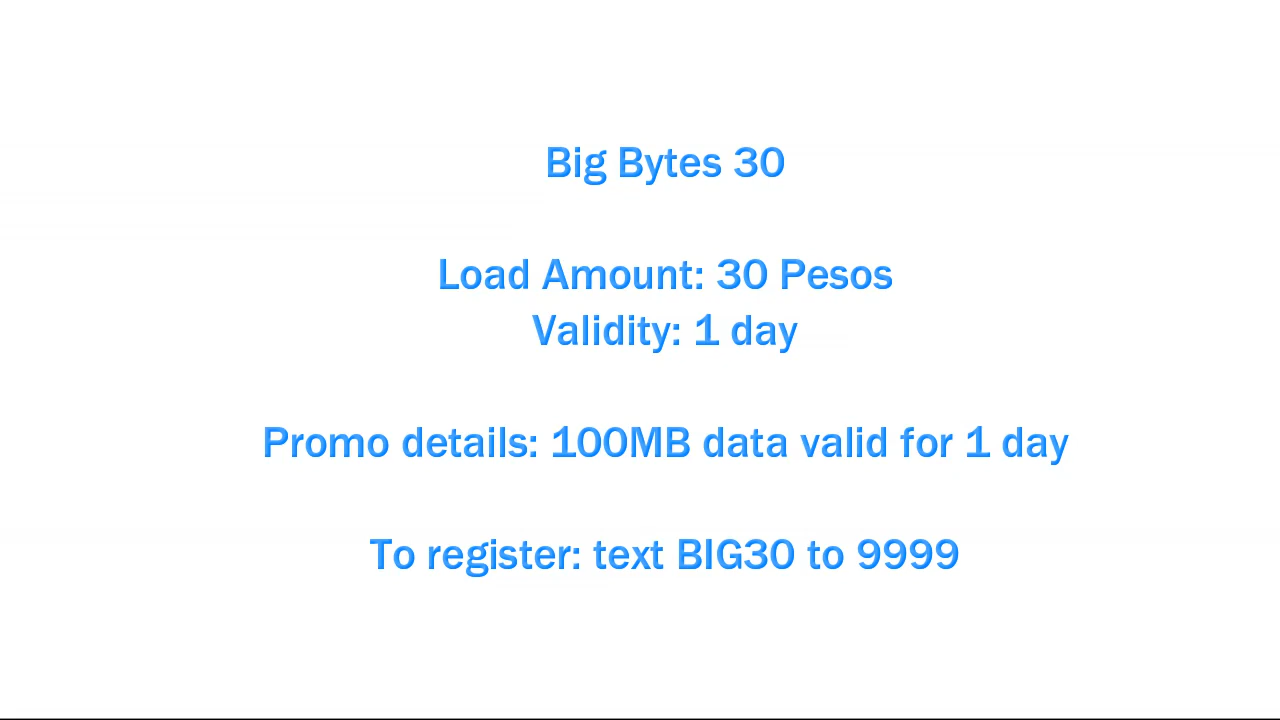 Big Bytes 30
Load Amount: 30 Pesos
Validity: 1 day
Promo details: 100MB data valid for 1 day
To register: text BIG30 to 9999